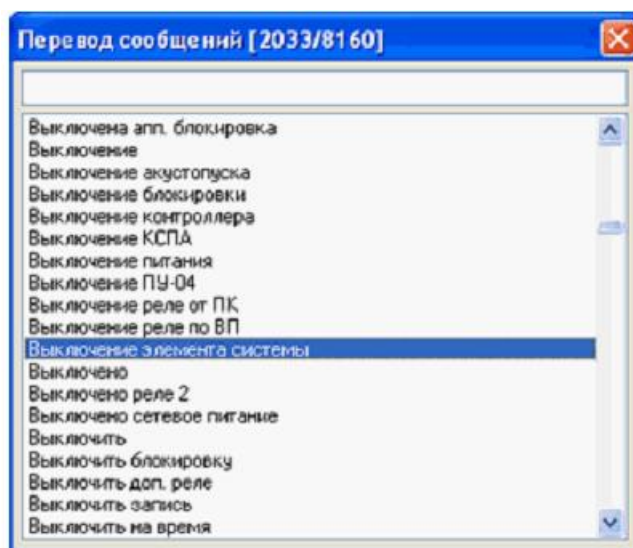 Перевод сообщений [2033/8160]
Выключена апп. блокировка
Выключение
Выключение акустопуска
Выключение блокировки
Выключение контроллера
Выключение КСПА
Выключение питания
Выключение ПУ-04
Выключение реле от ПК
Выключение реле по ВП
Выключение элемента системы
Выключено
Выключено реле 2
Выключено сетевое питание
Выключить
Выключить блокировку
Выключить доп. реле
Выключить запись
Выключить на время